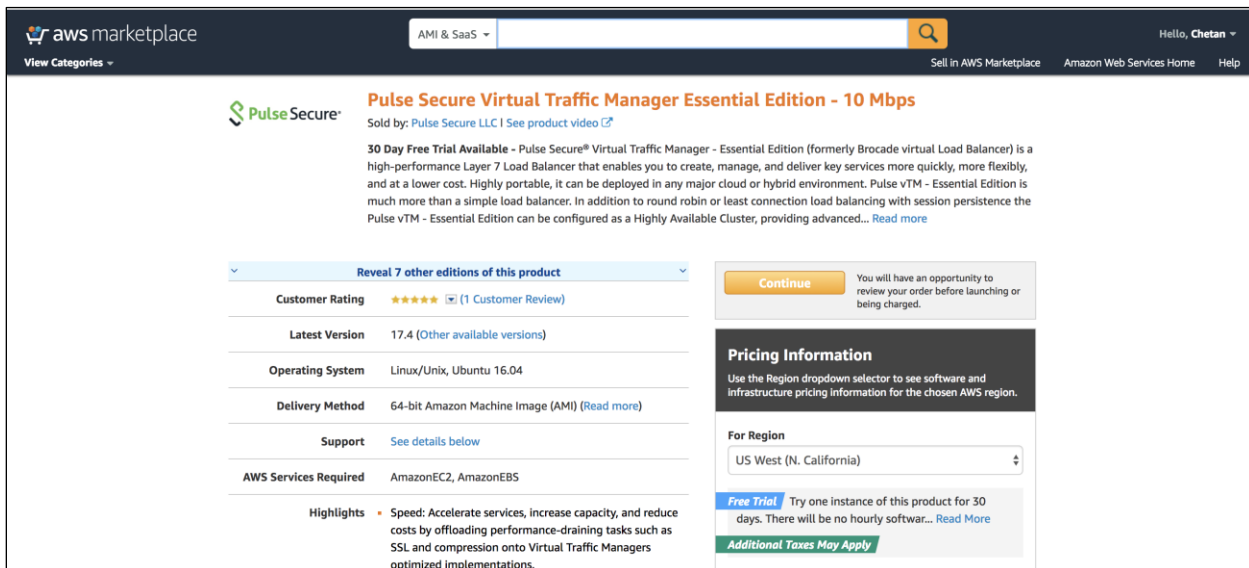 aws marketplace
AMI & SaaS
Hello, Chetan
View Categories
Sell in AWS Marketplace
Amazon Web Services Home
Help
Pulse Secure®
Pulse Secure Virtual Traffic Manager Essential Edition - 10 Mbps
Sold by: Pulse Secure LLC | See product video
30 Day Free Trial Available - Pulse Secure® Virtual Traffic Manager - Essential Edition (formerly Brocade virtual Load Balancer) is a
high-performance Layer 7 Load Balancer that enables you to create, manage, and deliver key services more quickly, more flexibly,
and at a lower cost. Highly portable, it can be deployed in any major cloud or hybrid environment. Pulse vTM - Essential Edition is
much more than a simple load balancer. In addition to round robin or least connection load balancing with session persistence the
Pulse vTM - Essential Edition can be configured as a Highly Available Cluster, providing advanced... Read more
Reveal 7 other editions of this product
Customer Rating
(1 Customer Review)
Latest Version
17.4 (Other available versions)
Operating System
Linux/Unix, Ubuntu 16.04
Delivery Method
64-bit Amazon Machine Image (AMI) (Read more)
Support
See details below
AWS Services Required
AmazonEC2, AmazonEBS
Highlights
Speed: Accelerate services, increase capacity, and reduce
costs by offloading performance-draining tasks such as
SSL and compression onto Virtual Traffic Managers
optimized implementations.
Continue
You will have an opportunity to
review your order before launching or
being charged.
Pricing Information
Use the Region dropdown selector to see software and
infrastructure pricing information for the chosen AWS region.
For Region
US West (N. California)
Free Trial Try one instance of this product for 30
days. There will be no hourly softwar... Read More
Additional Taxes May Apply